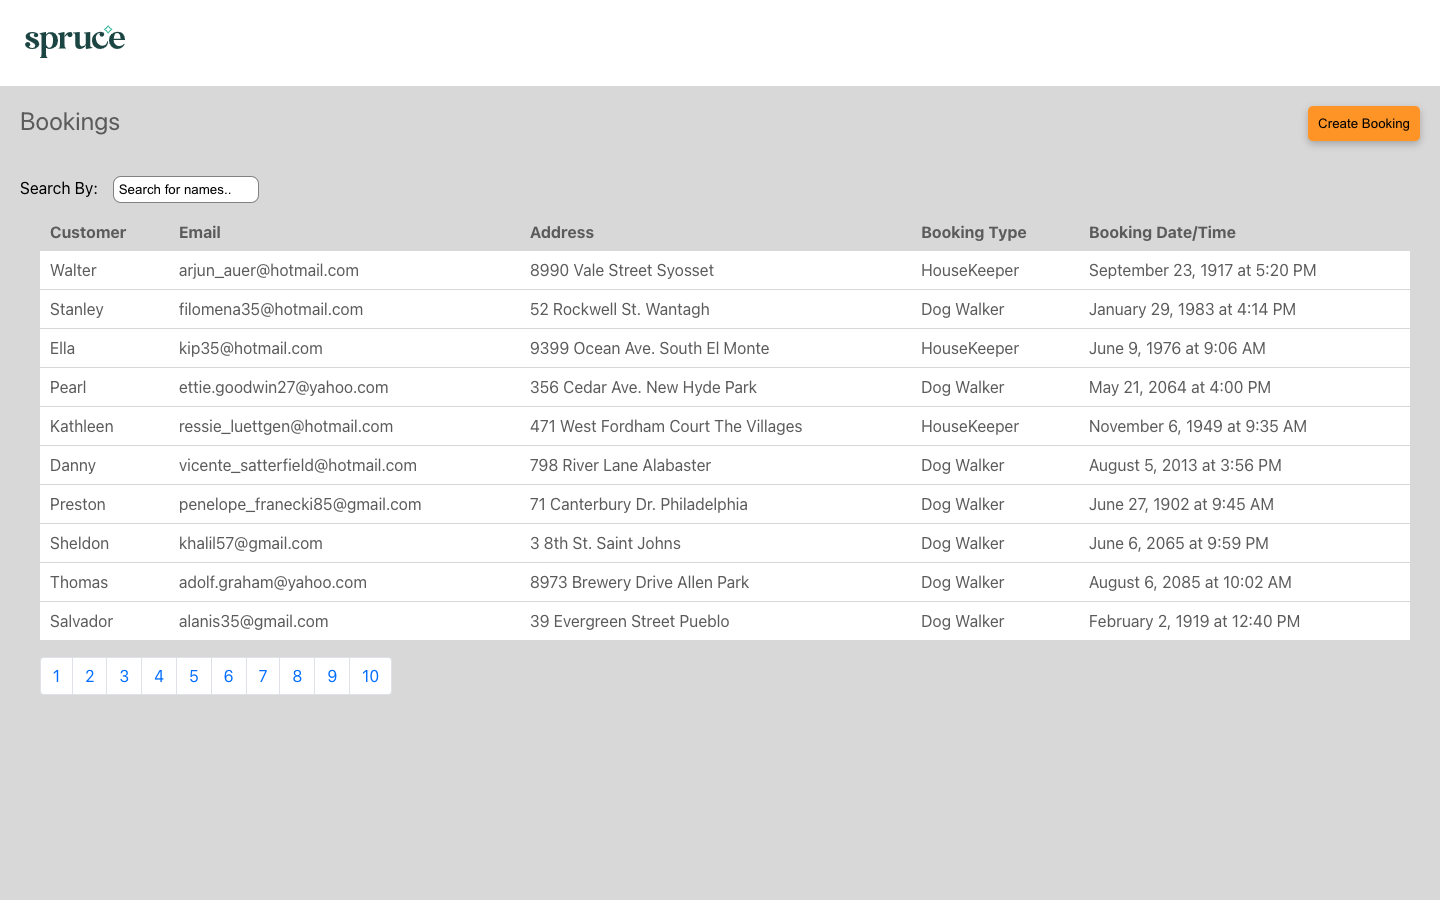 spruce
Bookings
Create Booking
Search By: Search for names..
Customer Email Address Booking Type Booking Date/Time
Walter arjun_auer@hotmail.com 8990 Vale Street Syosset HouseKeeper September 23, 1917 at 5:20 PM
Stanley filomena35@hotmail.com 52 Rockwell St. Wantagh Dog Walker January 29, 1983 at 4:14 PM
Ella kip35@hotmail.com 9399 Ocean Ave. South El Monte HouseKeeper June 9, 1976 at 9:06 AM
Pearl ettie.goodwin27@yahoo.com 356 Cedar Ave. New Hyde Park Dog Walker May 21, 2064 at 4:00 PM
Kathleen ressie_luettgen@hotmail.com 471 West Fordham Court The Villages HouseKeeper November 6, 1949 at 9:35 AM
Danny vicente_satterfield@hotmail.com 798 River Lane Alabaster Dog Walker August 5, 2013 at 3:56 PM
Preston penelope_franecki85@gmail.com 71 Canterbury Dr. Philadelphia Dog Walker June 27, 1902 at 9:45 AM
Sheldon khalil57@gmail.com 3 8th St. Saint Johns Dog Walker June 6, 2065 at 9:59 PM
Thomas adolf.graham@yahoo.com 8973 Brewery Drive Allen Park Dog Walker August 6, 2085 at 10:02 AM
Salvador alanis35@gmail.com 39 Evergreen Street Pueblo Dog Walker February 2, 1919 at 12:40 PM
1 2 3 4 5 6 7 8 9 10